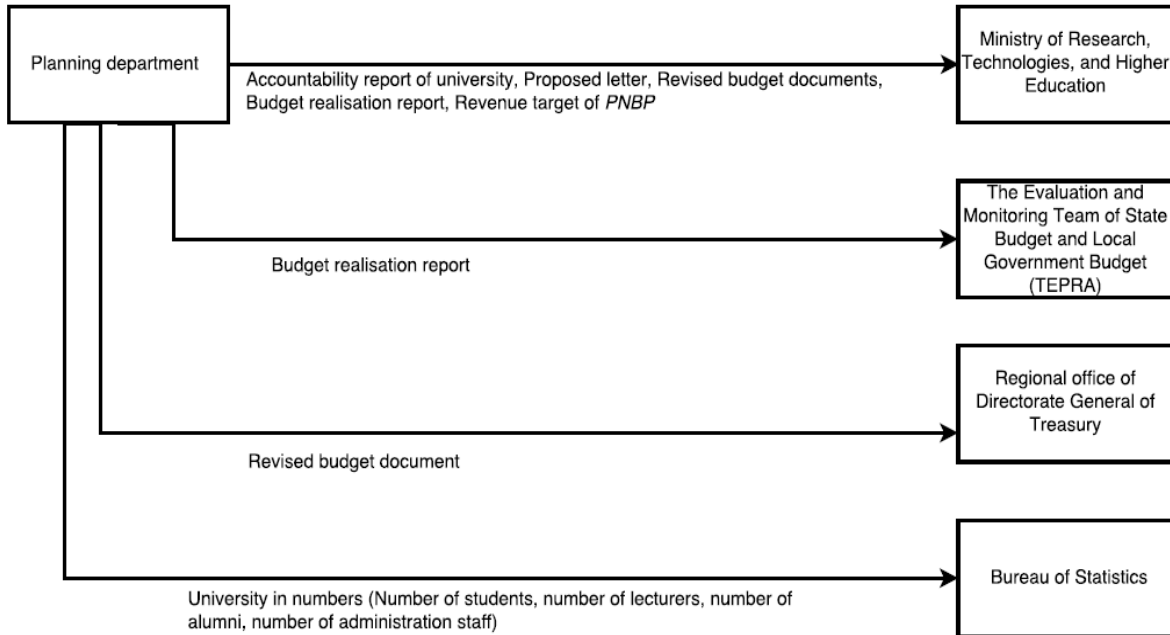 Planning department
Ministry of Research,
Technologies, and Higher
Education
Accountability report of university, Proposed letter, Revised budget documents,
Budget realisation report, Revenue target of PNBP
The Evaluation and
Monitoring Team of State
Budget and Local
Government Budget
(TEPRA)
Budget realisation report
Regional office of
Directorate General of
Treasury
Revised budget document
Bureau of Statistics
University in numbers (Number of students, number of lecturers, number of
alumni, number of administration staff)